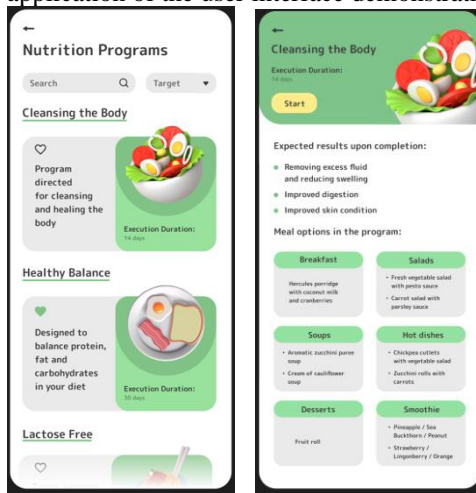 application of the user interface demonstrati
Nutrition Programs
Search
Target
Cleansing the Body
Program
directed
for cleansing
and healing the
body
Execution Duration:
14 days
Healthy Balance
Designed to
balance protein,
fat and
carbohydrates
in your diet
Execution Duration:
30 days
Lactose Free
Cleansing the Body
Execution Duration:
14 days
Start
Expected results upon completion:
Removing excess fluid
and reducing swelling
Improved digestion
Improved skin condition
Meal options in the program:
Breakfast
Hercules porridge
with coconut milk
and cranberries
Salads
• Fresh vegetable salad
with pesto sauce
• Carrot salad with
parsley sauce
Soups
• Aromatic zucchini puree
soup
• Cream of cauliflower
soup
Hot dishes
• Chickpea cutlets
with vegetable salad
• Zucchini rolls with
carrots
Desserts
Fruit roll
Smoothie
• Pineapple / Sea
Buckthorn / Peanut
• Strawberry /
Lingonberry / Orange